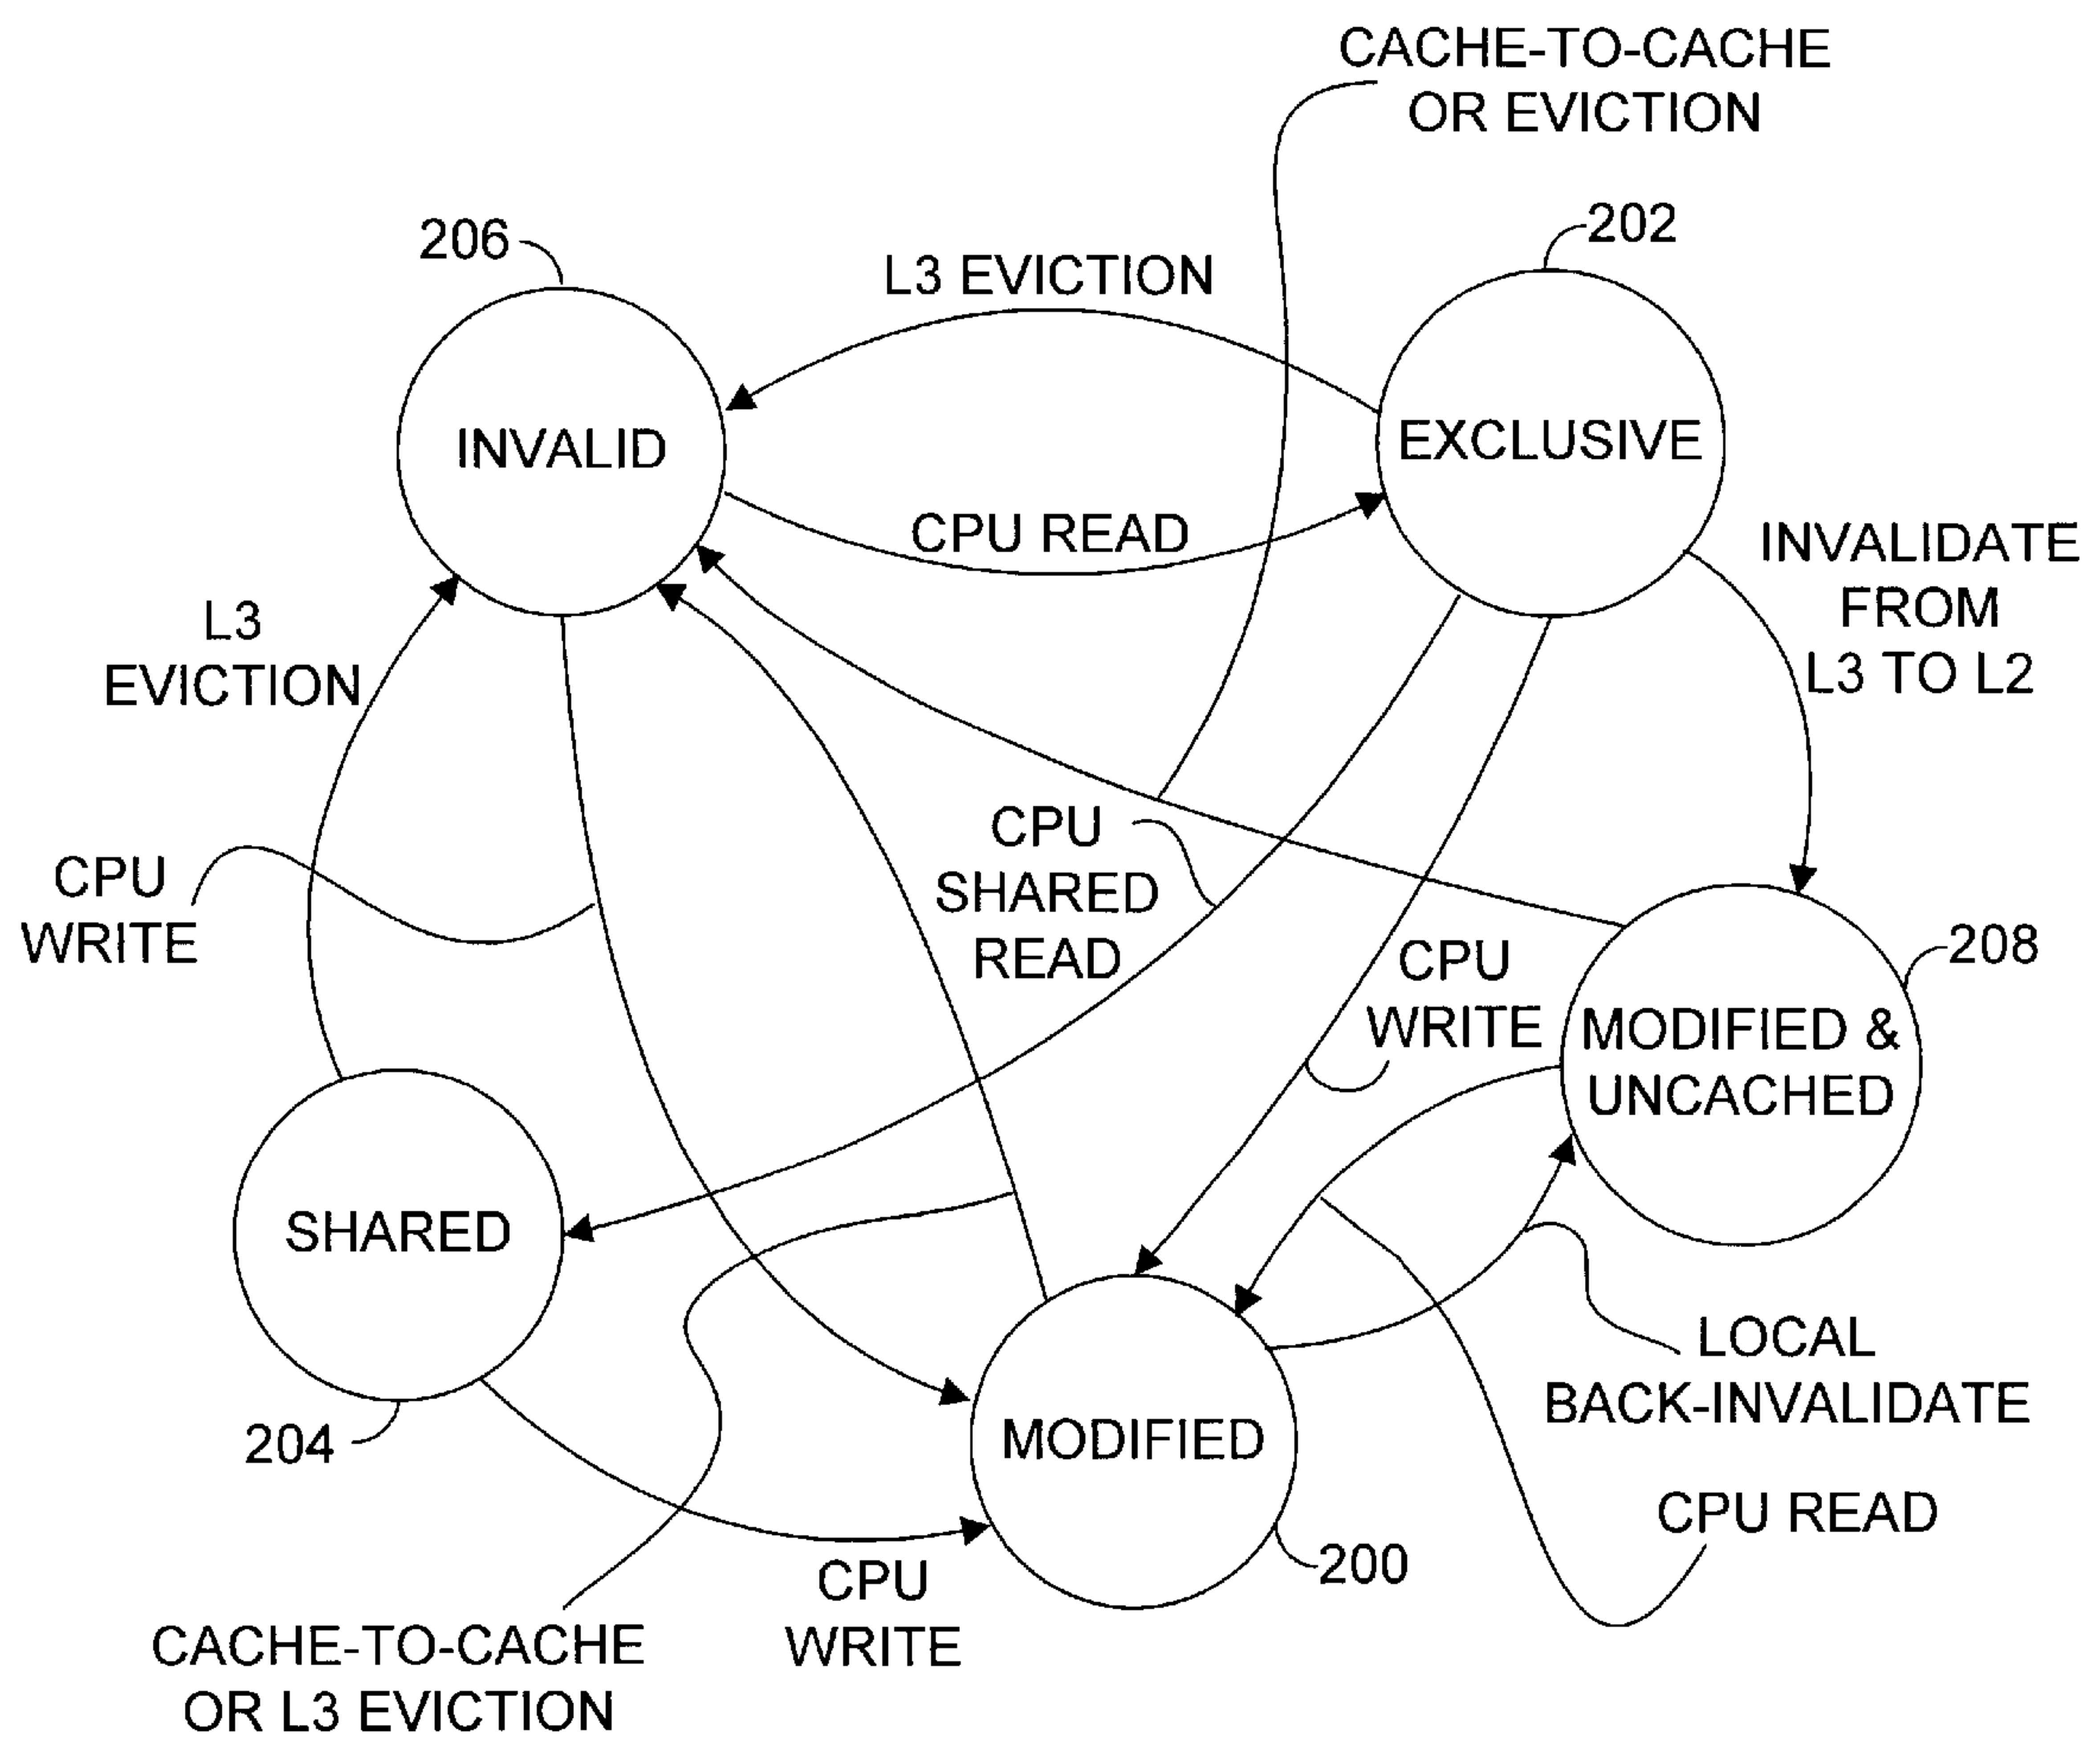 CACHE-TO-CACHE
OR EVICTION
206
202
L3 EVICTION
INVALID
EXCLUSIVE
CPU READ
INVALIDATE
FROM
L3 TO L2
L3
EVICTION
CPU
SHARED
READ
CPU
WRITE
CPU
WRITE
208
MODIFIED &
UNCACHED
SHARED
204
MODIFIED
LOCAL
BACK-INVALIDATE
CPU READ
200
CPU
WRITE
CACHE-TO-CACHE
OR L3 EVICTION